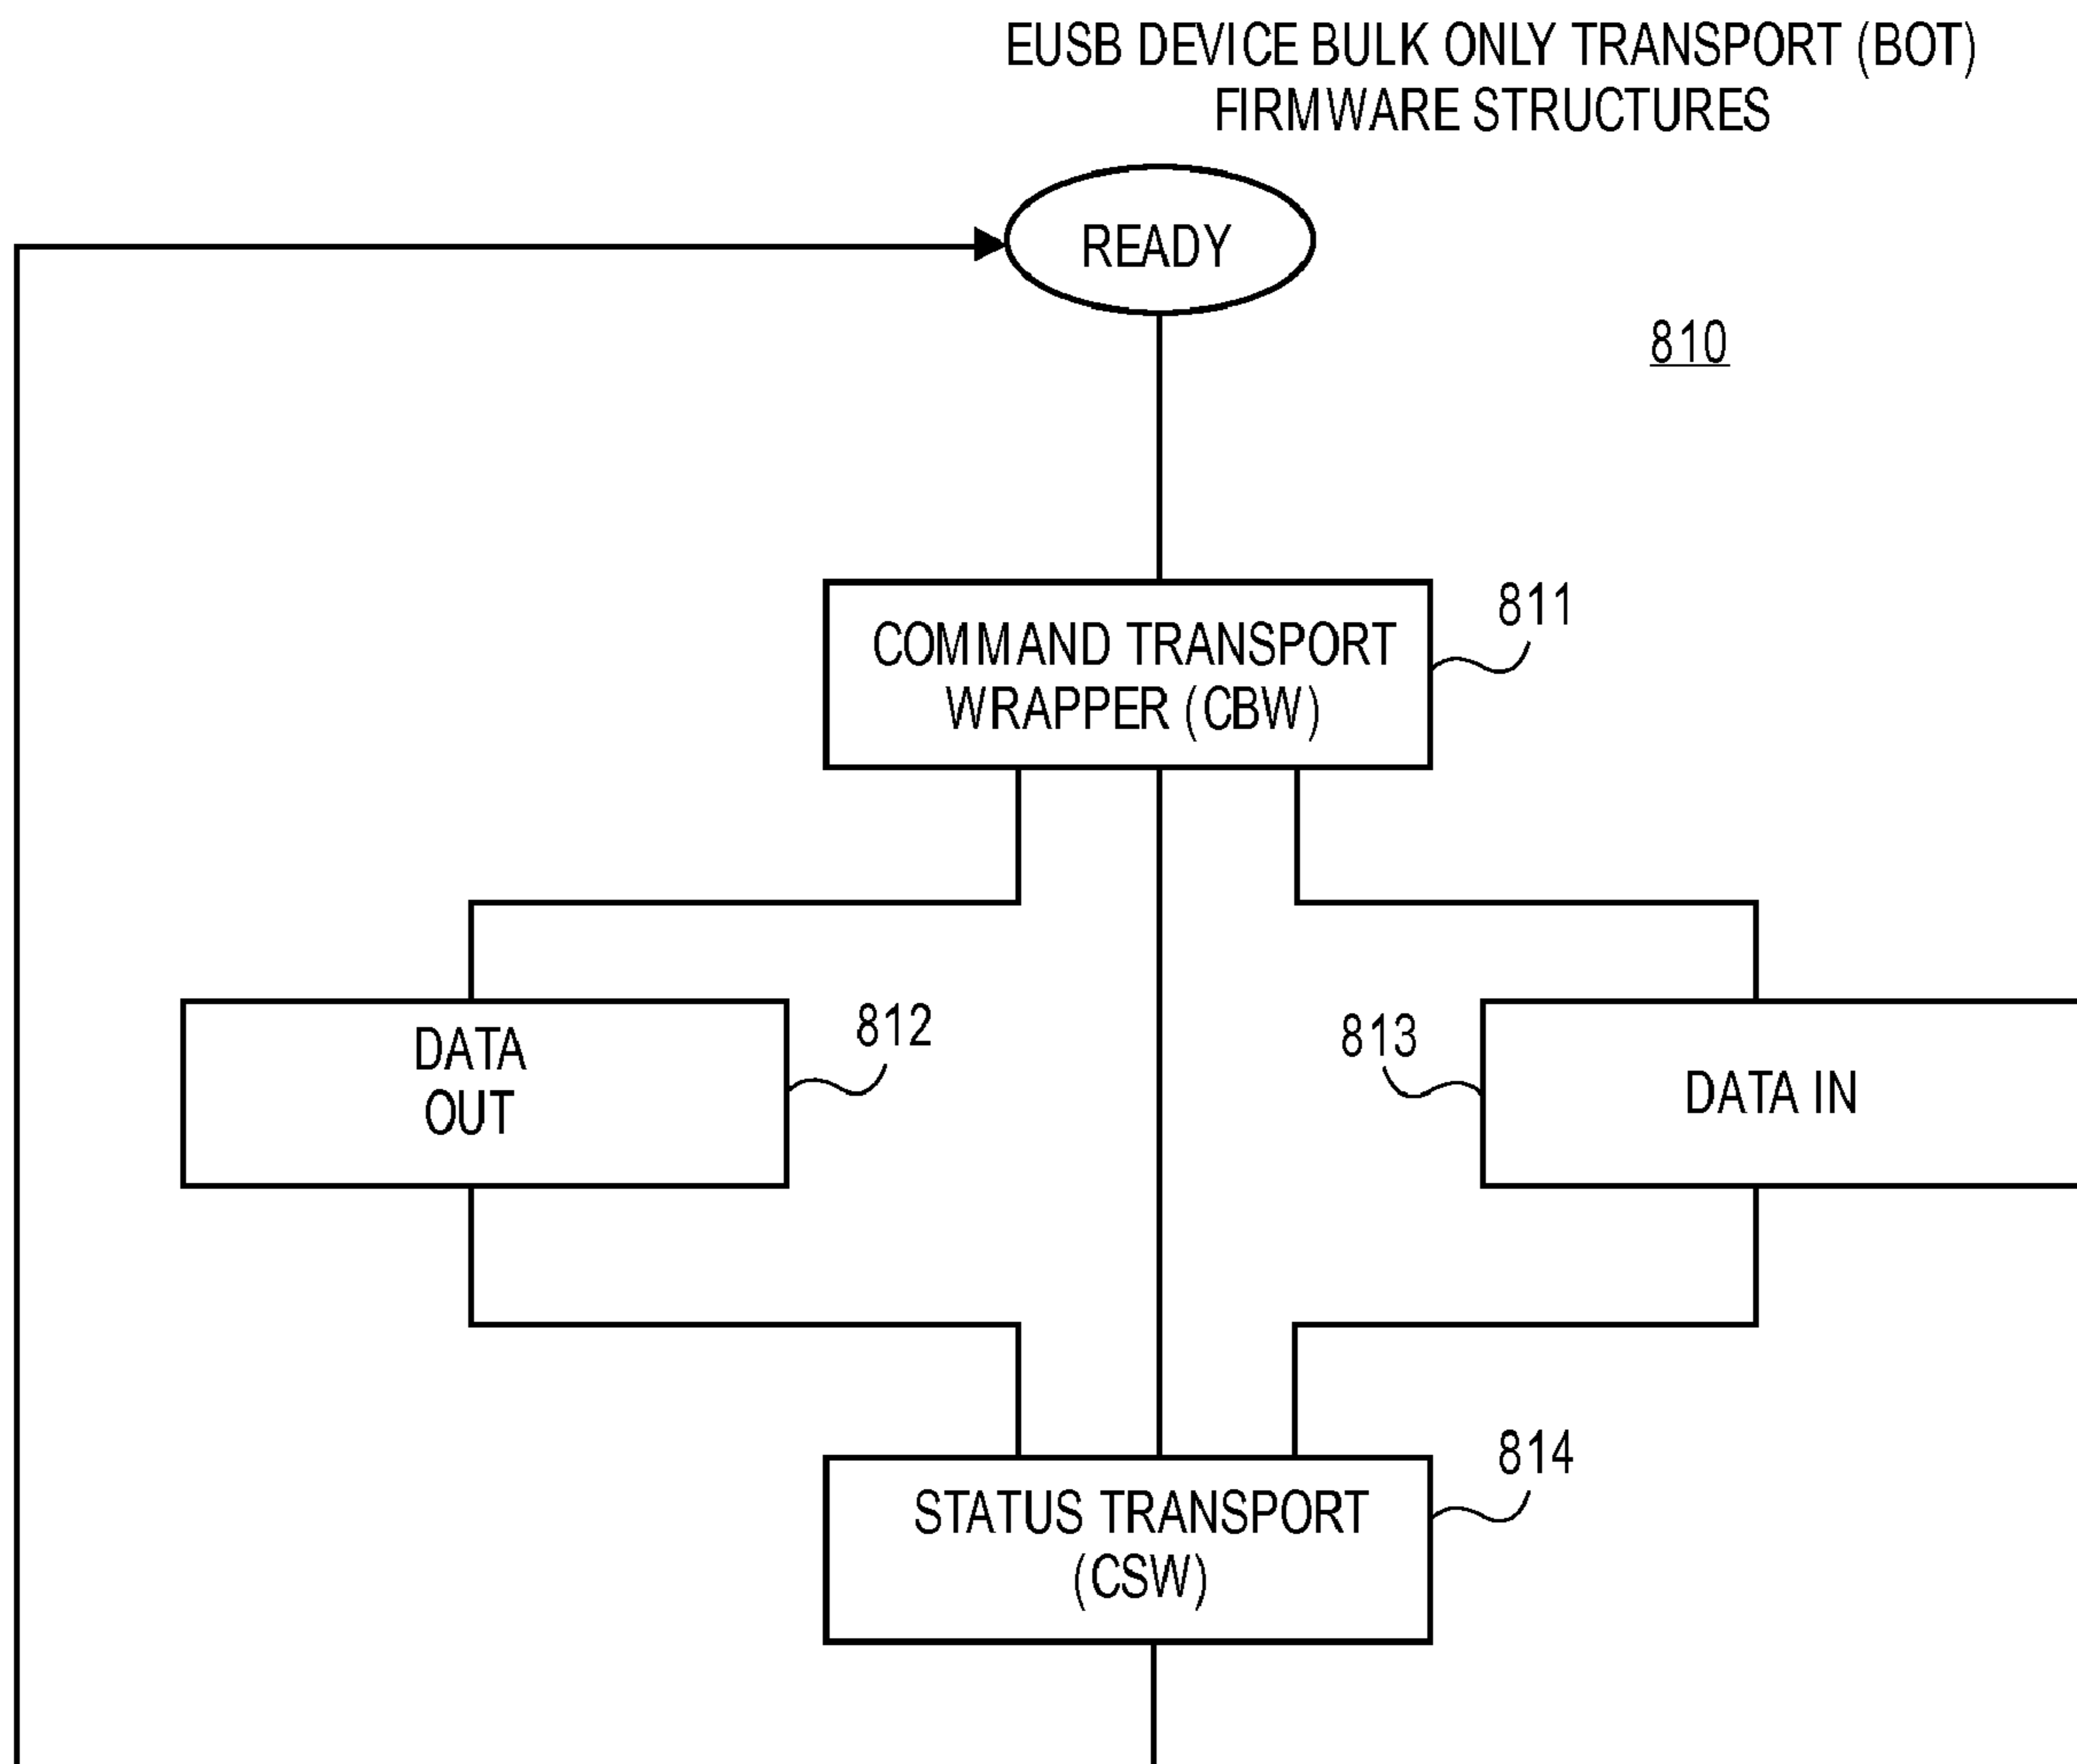 EUSB DEVICE BULK ONLY TRANSPORT (BOT)
FIRMWARE STRUCTURES
READY
810
COMMAND TRANSPORT
WRAPPER (CBW)
811
DATA
OUT
812
813
DATA IN
STATUS TRANSPORT
(CSW)
814